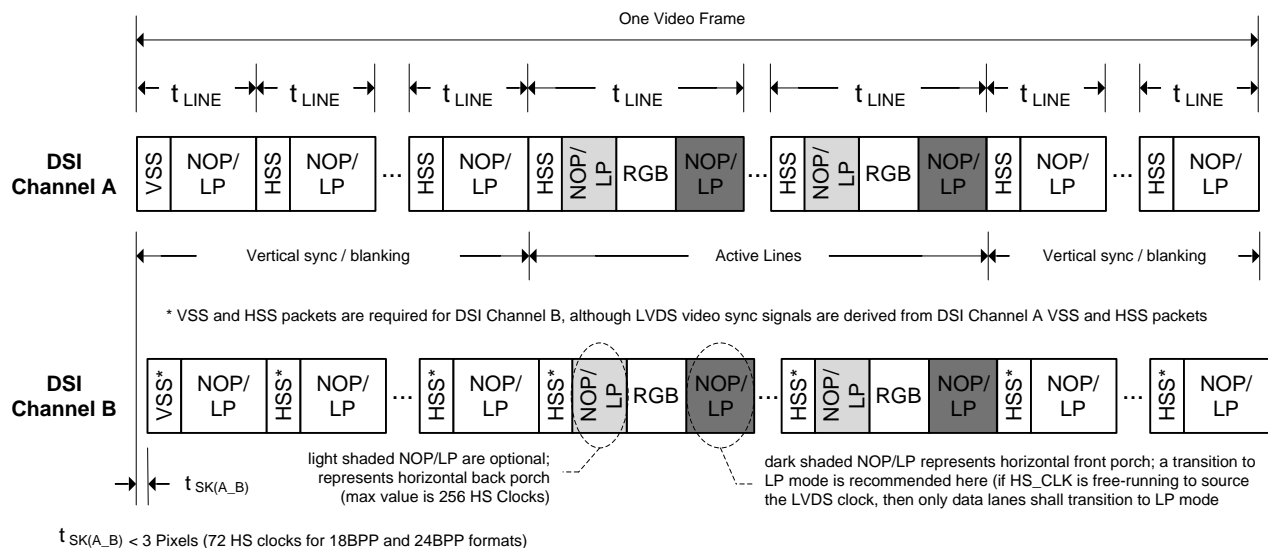 One Video Frame
t LINE t LINE t LINE t LINE t LINE t LINE t LINE
DSI
Channel A
VSS NOP/
LP HSS NOP/
LP ... HSS NOP/
LP HSS NOP/
LP RGB NOP/
LP ... HSS NOP/
LP RGB NOP/
LP HSS NOP/
LP ... HSS NOP/
LP
Vertical sync / blanking Active Lines Vertical sync / blanking
* VSS and HSS packets are required for DSI Channel B, although LVDS video sync signals are derived from DSI Channel A VSS and HSS packets
DSI
Channel B
VSS* NOP/
LP HSS* NOP/
LP ... HSS* NOP/
LP HSS* NOP/
LP RGB NOP/
LP ... HSS* NOP/
LP RGB NOP/
LP HSS* NOP/
LP ... HSS* NOP/
LP
light shaded NOP/LP are optional;
represents horizontal back porch
(max value is 256 HS Clocks)
dark shaded NOP/LP represents horizontal front porch; a transition to
LP mode is recommended here (if HS_CLK is free-running to source
the LVDS clock, then only data lanes shall transition to LP mode
t SK(A_B)
t SK(A_B) < 3 Pixels (72 HS clocks for 18BPP and 24BPP formats)